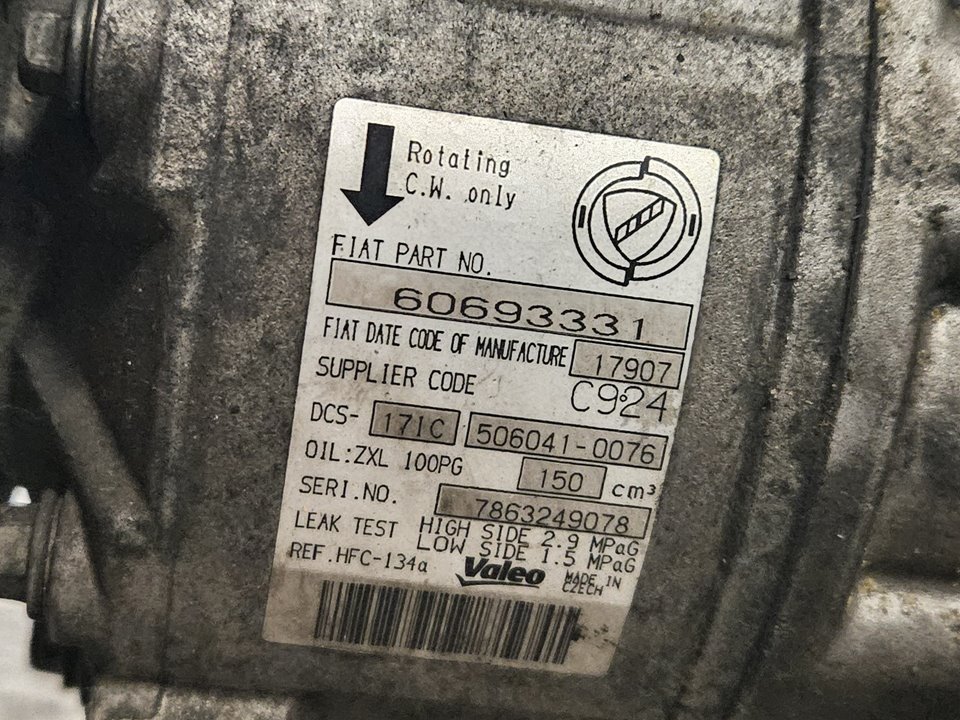 Rotating
C.W. only
FIAT PART NO.
60693331
FIAT DATE CODE OF MANUFACTURE 17907
SUPPLIER CODE C924
DCS- 17IC 506041-0076
OIL:ZXL 100PG 150 cm³
SERI.NO. 7863249078
LEAK TEST HIGH SIDE 2.9 MPaG
LOW SIDE 1.5 MPaG
REF.HFC-134a Valeo MADE IN CZECH